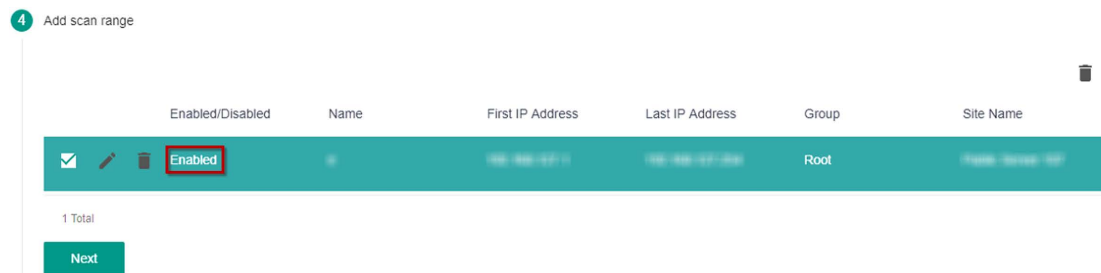 4 Add scan range
Enabled/Disabled Name First IP Address Last IP Address Group Site Name
Enabled Root
1 Total
Next